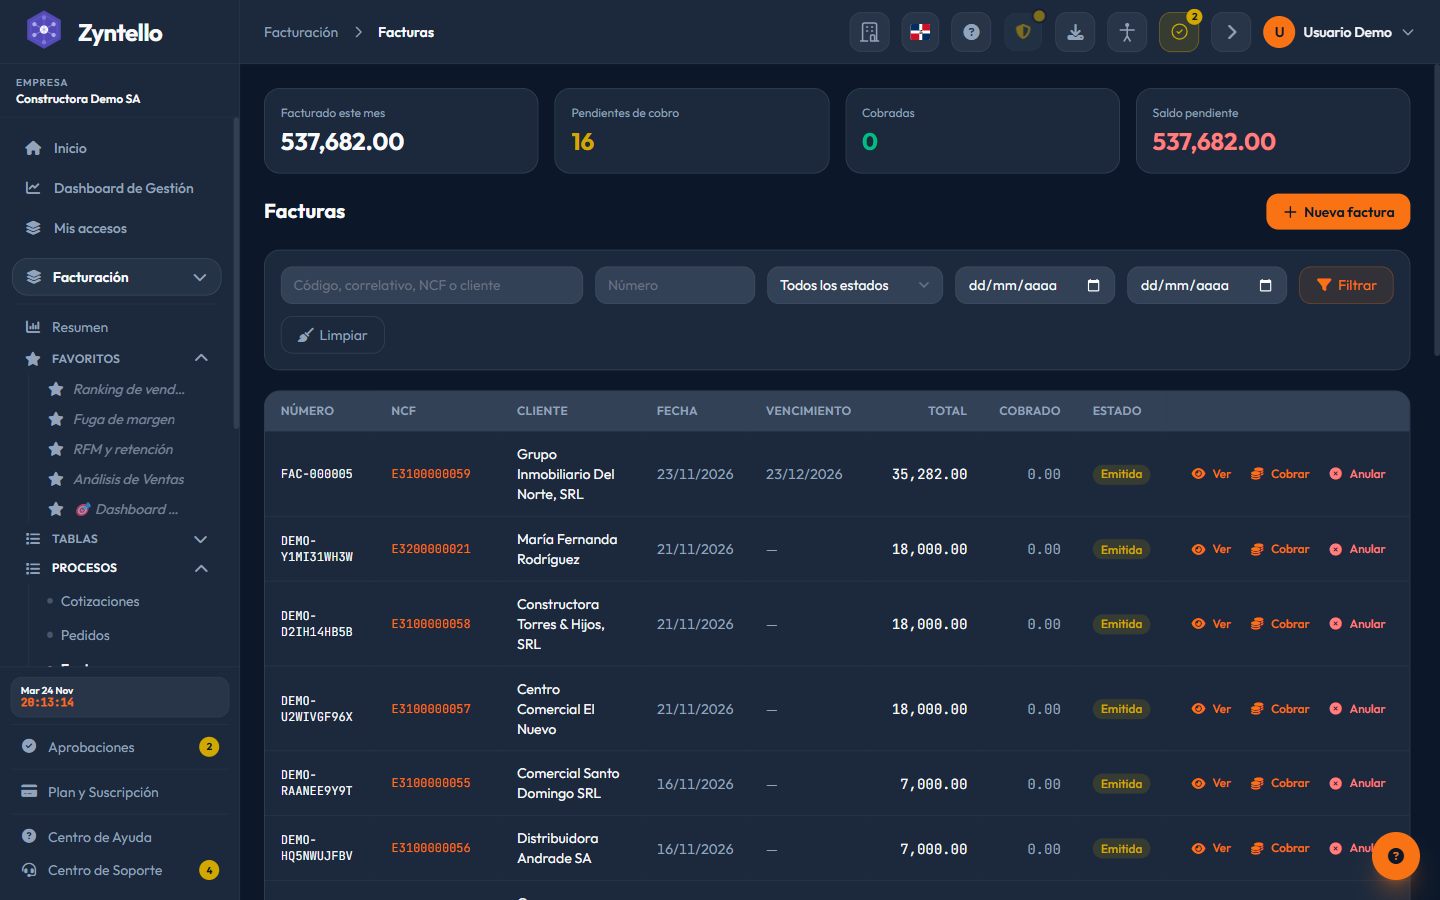 Zyntello
Facturación
Facturas
2
U
Usuario Demo
EMPRESA
Constructora Demo SA
Inicio
Dashboard de Gestión
Mis accesos
Facturación
Resumen
FAVORITOS
Ranking de vend...
Fuga de margen
RFM y retención
Análisis de Ventas
Dashboard ...
TABLAS
PROCESOS
Cotizaciones
Pedidos
Mar 24 Nov
20:13:14
Aprobaciones
2
Plan y Suscripción
Centro de Ayuda
Centro de Soporte
4
Facturado este mes
537,682.00
Pendientes de cobro
16
Cobradas
0
Saldo pendiente
537,682.00
Facturas
+ Nueva factura
Código, correlativo, NCF o cliente
Número
Todos los estados
dd/mm/aaaa
dd/mm/aaaa
Filtrar
Limpiar
NÚMERO NCF CLIENTE FECHA VENCIMIENTO TOTAL COBRADO ESTADO
FAC-000005 E3100000059 Grupo Inmobiliario Del Norte, SRL 23/11/2026 23/12/2026 35,282.00 0.00 Emitida Ver Cobrar Anular
DEMO-Y1MI31WH3W E3200000021 María Fernanda Rodríguez 21/11/2026 — 18,000.00 0.00 Emitida Ver Cobrar Anular
DEMO-D2IH14HB5B E3100000058 Constructora Torres & Hijos, SRL 21/11/2026 — 18,000.00 0.00 Emitida Ver Cobrar Anular
DEMO-U2WIVGF96X E3100000057 Centro Comercial El Nuevo 21/11/2026 — 18,000.00 0.00 Emitida Ver Cobrar Anular
DEMO-RAANEE9Y9T E3100000055 Comercial Santo Domingo SRL 16/11/2026 — 7,000.00 0.00 Emitida Ver Cobrar Anular
DEMO-HQ5NWUJFBV E3100000056 Distribuidora Andrade SA 16/11/2026 — 7,000.00 0.00 Emitida Ver Cobrar Anul